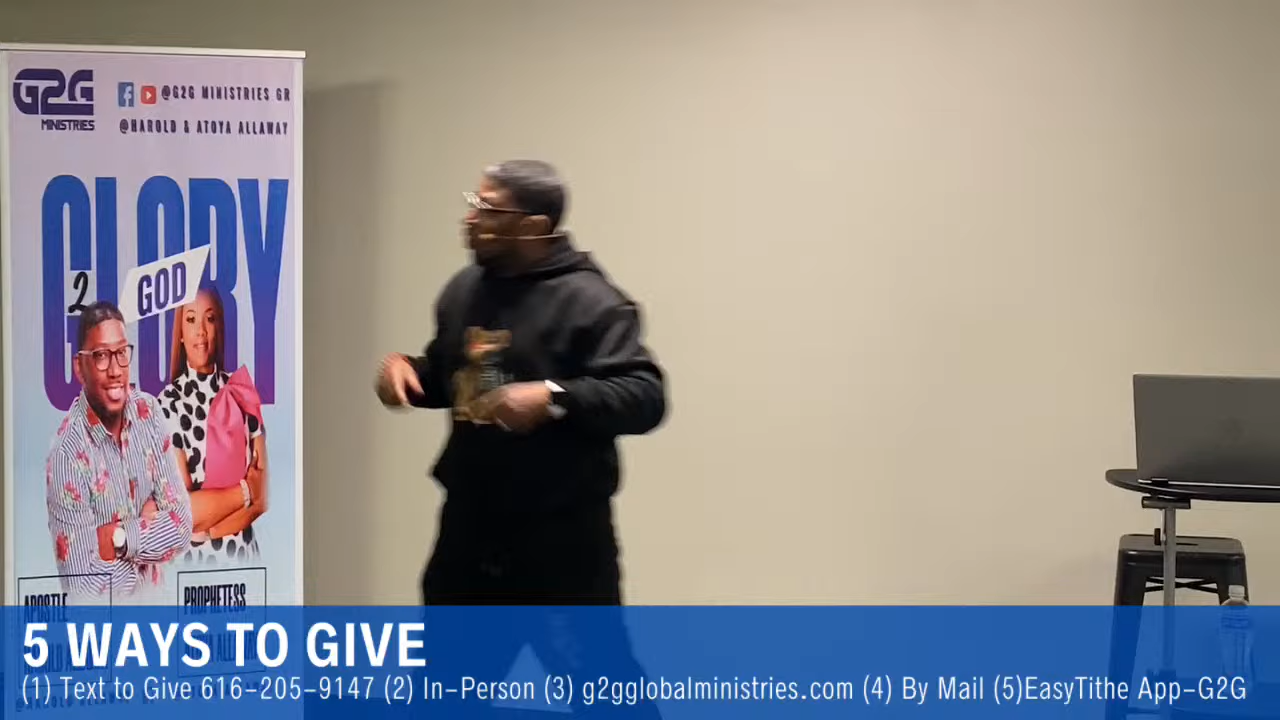 G2G
MINISTRIES
@G2G MINISTRIES GR
@HAROLD & ATOYA ALLAWAY
GLORY
2
GOD
APOSTLE
PROPHETESS
5 WAYS TO GIVE
(1) Text to Give 616-205-9147 (2) In-Person (3) g2gglobalministries.com (4) By Mail (5)EasyTithe App-G2G